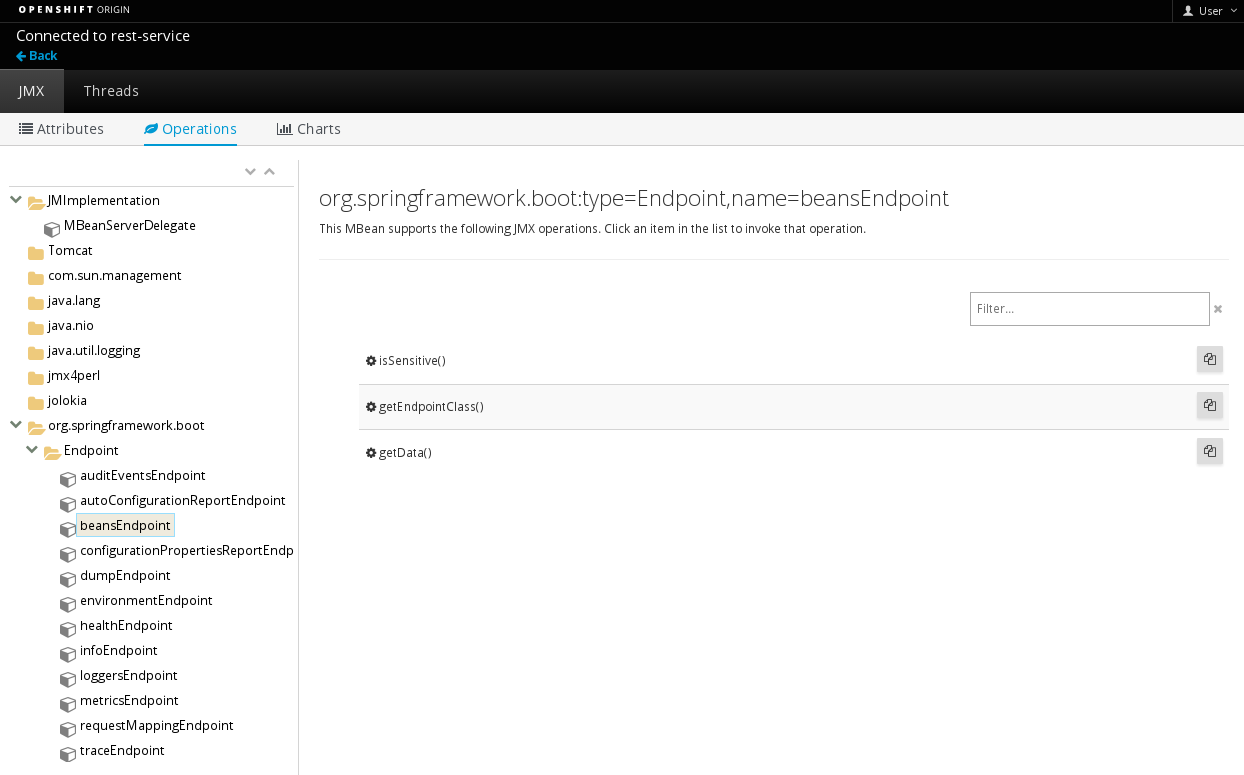 OPENSHIFT ORIGIN
User
Connected to rest-service
Back
JMX Threads
Attributes Operations Charts
JMImplementation
MBeanServerDelegate
Tomcat
com.sun.management
java.lang
java.nio
java.util.logging
jmx4perl
jolokia
org.springframework.boot
Endpoint
auditEventsEndpoint
autoConfigurationReportEndpoint
beansEndpoint
configurationPropertiesReportEndp
dumpEndpoint
environmentEndpoint
healthEndpoint
infoEndpoint
loggersEndpoint
metricsEndpoint
requestMappingEndpoint
traceEndpoint
org.springframework.boot:type=Endpoint,name=beansEndpoint
This MBean supports the following JMX operations. Click an item in the list to invoke that operation.
Filter...
isSensitive()
getEndpointClass()
getData()